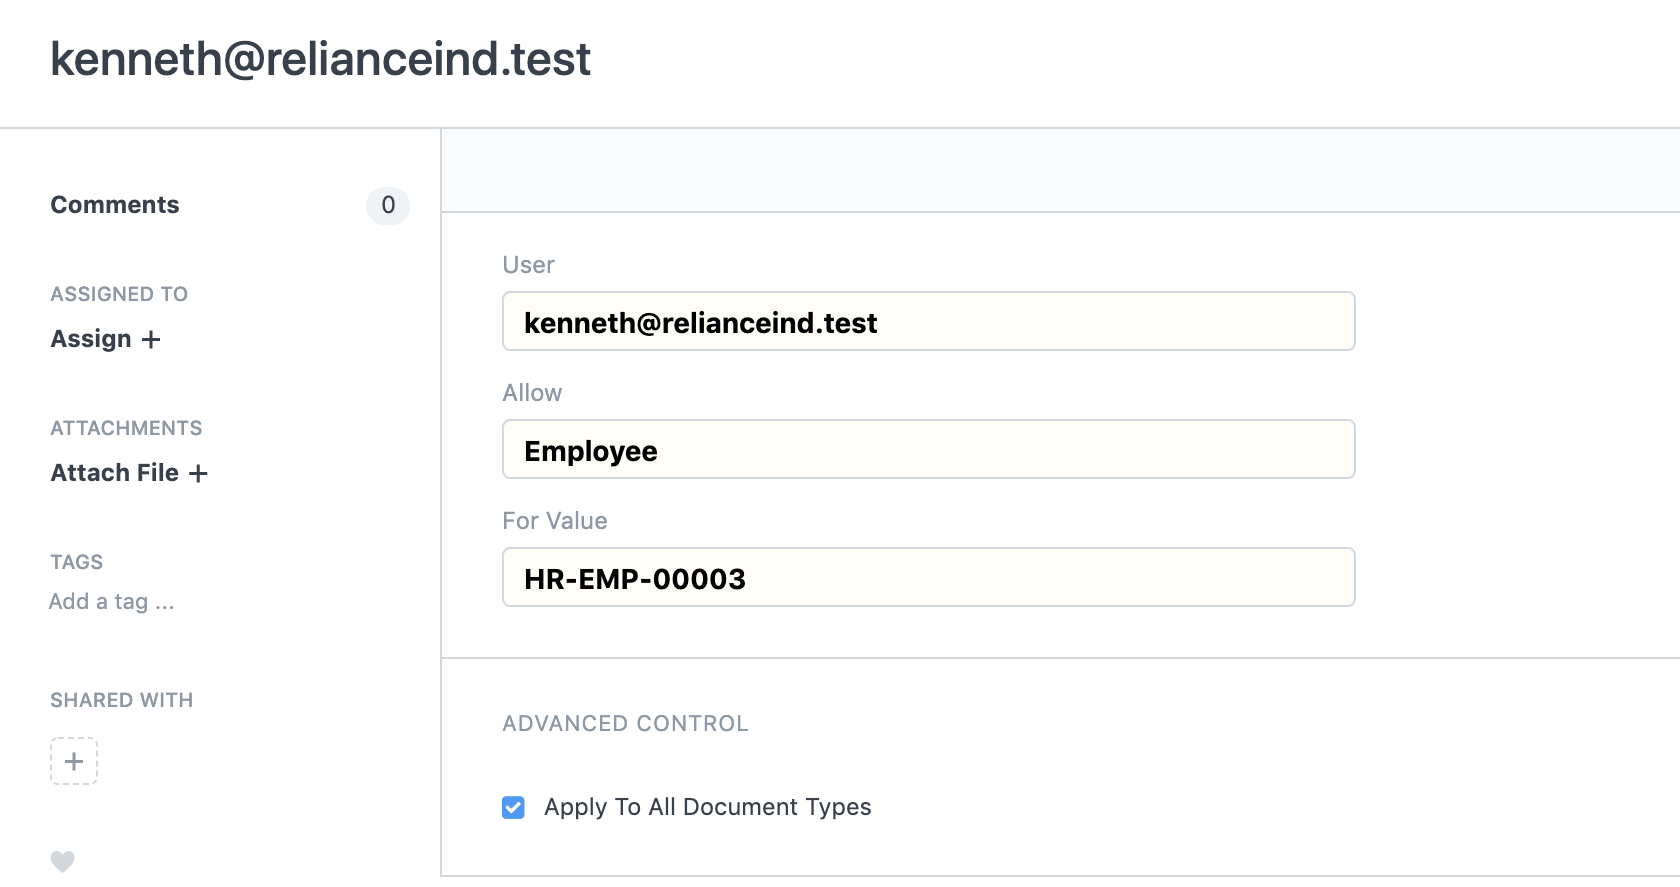 kenneth@relianceind.test
Comments 0
ASSIGNED TO
Assign +
ATTACHMENTS
Attach File +
TAGS
Add a tag ...
SHARED WITH
+
User
kenneth@relianceind.test
Allow
Employee
For Value
HR-EMP-00003
ADVANCED CONTROL
Apply To All Document Types